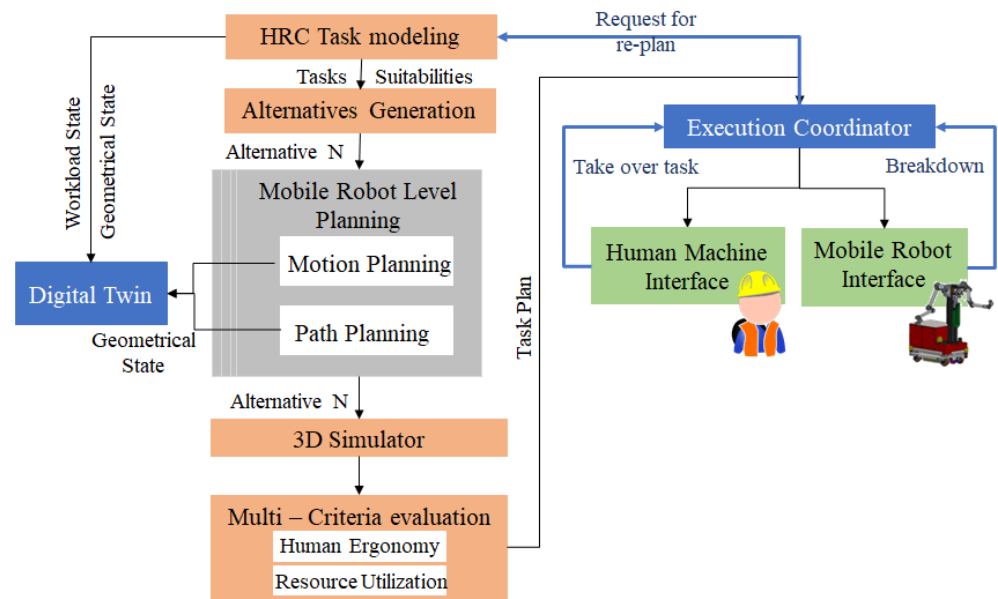 HRC Task modeling
Request for
re-plan
Tasks Suitabilities
Workload State
Geometrical State
Alternatives Generation
Alternative N
Mobile Robot Level
Planning
Motion Planning
Path Planning
Digital Twin
Geometrical
State
Alternative N
3D Simulator
Multi – Criteria evaluation
Human Ergonomy
Resource Utilization
Task Plan
Execution Coordinator
Take over task
Breakdown
Human Machine
Interface
Mobile Robot
Interface